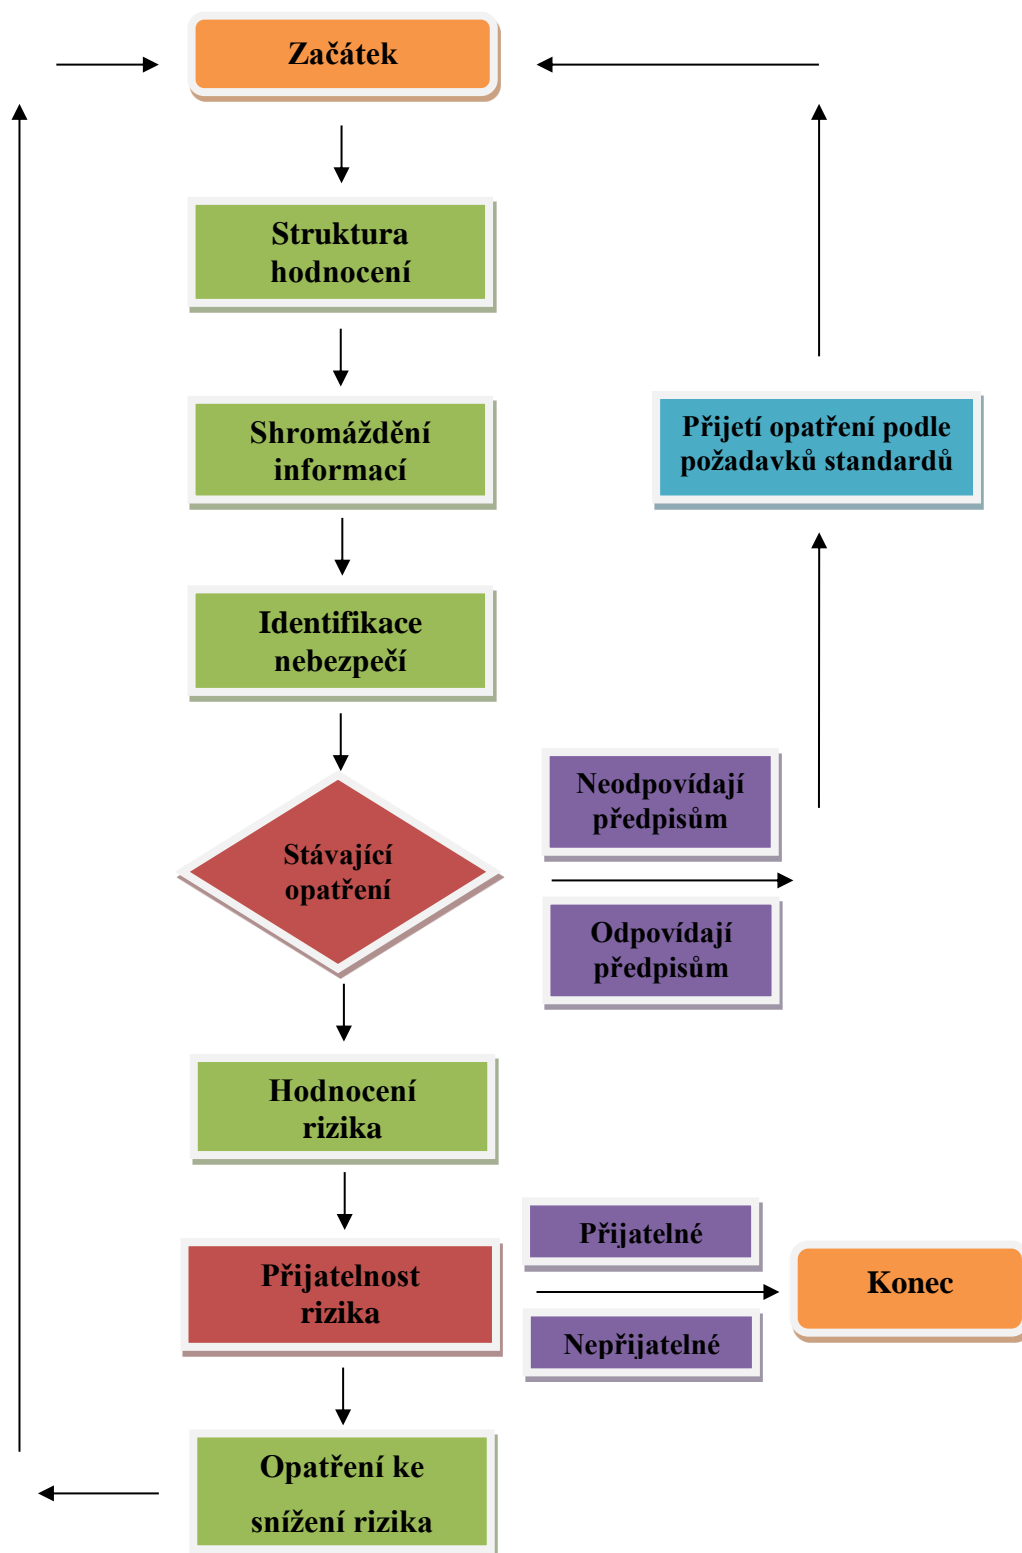 Začátek
Struktura
hodnocení
Shromáždění
informací
Přijetí opatření podle
požadavků standardů
Identifikace
nebezpečí
Stávající
opatření
Neodpovídají
předpisům
Odpovídají
předpisům
Hodnocení
rizika
Přijatelnost
rizika
Přijatelné
Nepřijatelné
Konec
Opatření ke
snížení rizika